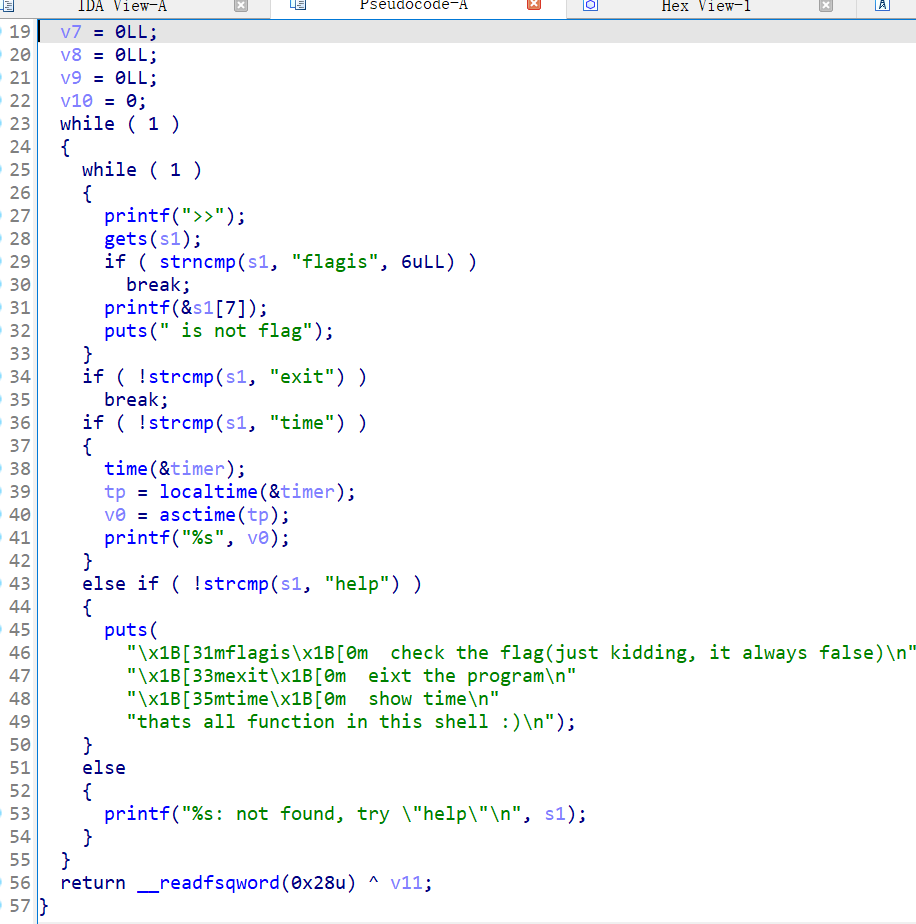 IDA View-A Pseudocode-A Hex View-1 A
19 v7 = 0LL;
20 v8 = 0LL;
21 v9 = 0LL;
22 v10 = 0;
23 while ( 1 )
24 {
25 while ( 1 )
26 {
27 printf(">>");
28 gets(s1);
29 if ( strncmp(s1, "flagis", 6uLL) )
30 break;
31 printf(&s1[7]);
32 puts(" is not flag");
33 }
34 if ( !strcmp(s1, "exit") )
35 break;
36 if ( !strcmp(s1, "time") )
37 {
38 time(&timer);
39 tp = localtime(&timer);
40 v0 = asctime(tp);
41 printf("%s", v0);
42 }
43 else if ( !strcmp(s1, "help") )
44 {
45 puts(
46 "\x1B[31mflagis\x1B[0m  check the flag(just kidding, it always false)\n"
47 "\x1B[33mexit\x1B[0m  eixt the program\n"
48 "\x1B[35mtime\x1B[0m  show time\n"
49 "thats all function in this shell :)\n");
50 }
51 else
52 {
53 printf("%s: not found, try \"help\"\n", s1);
54 }
55 }
56 return __readfsqword(0x28u) ^ v11;
57 }